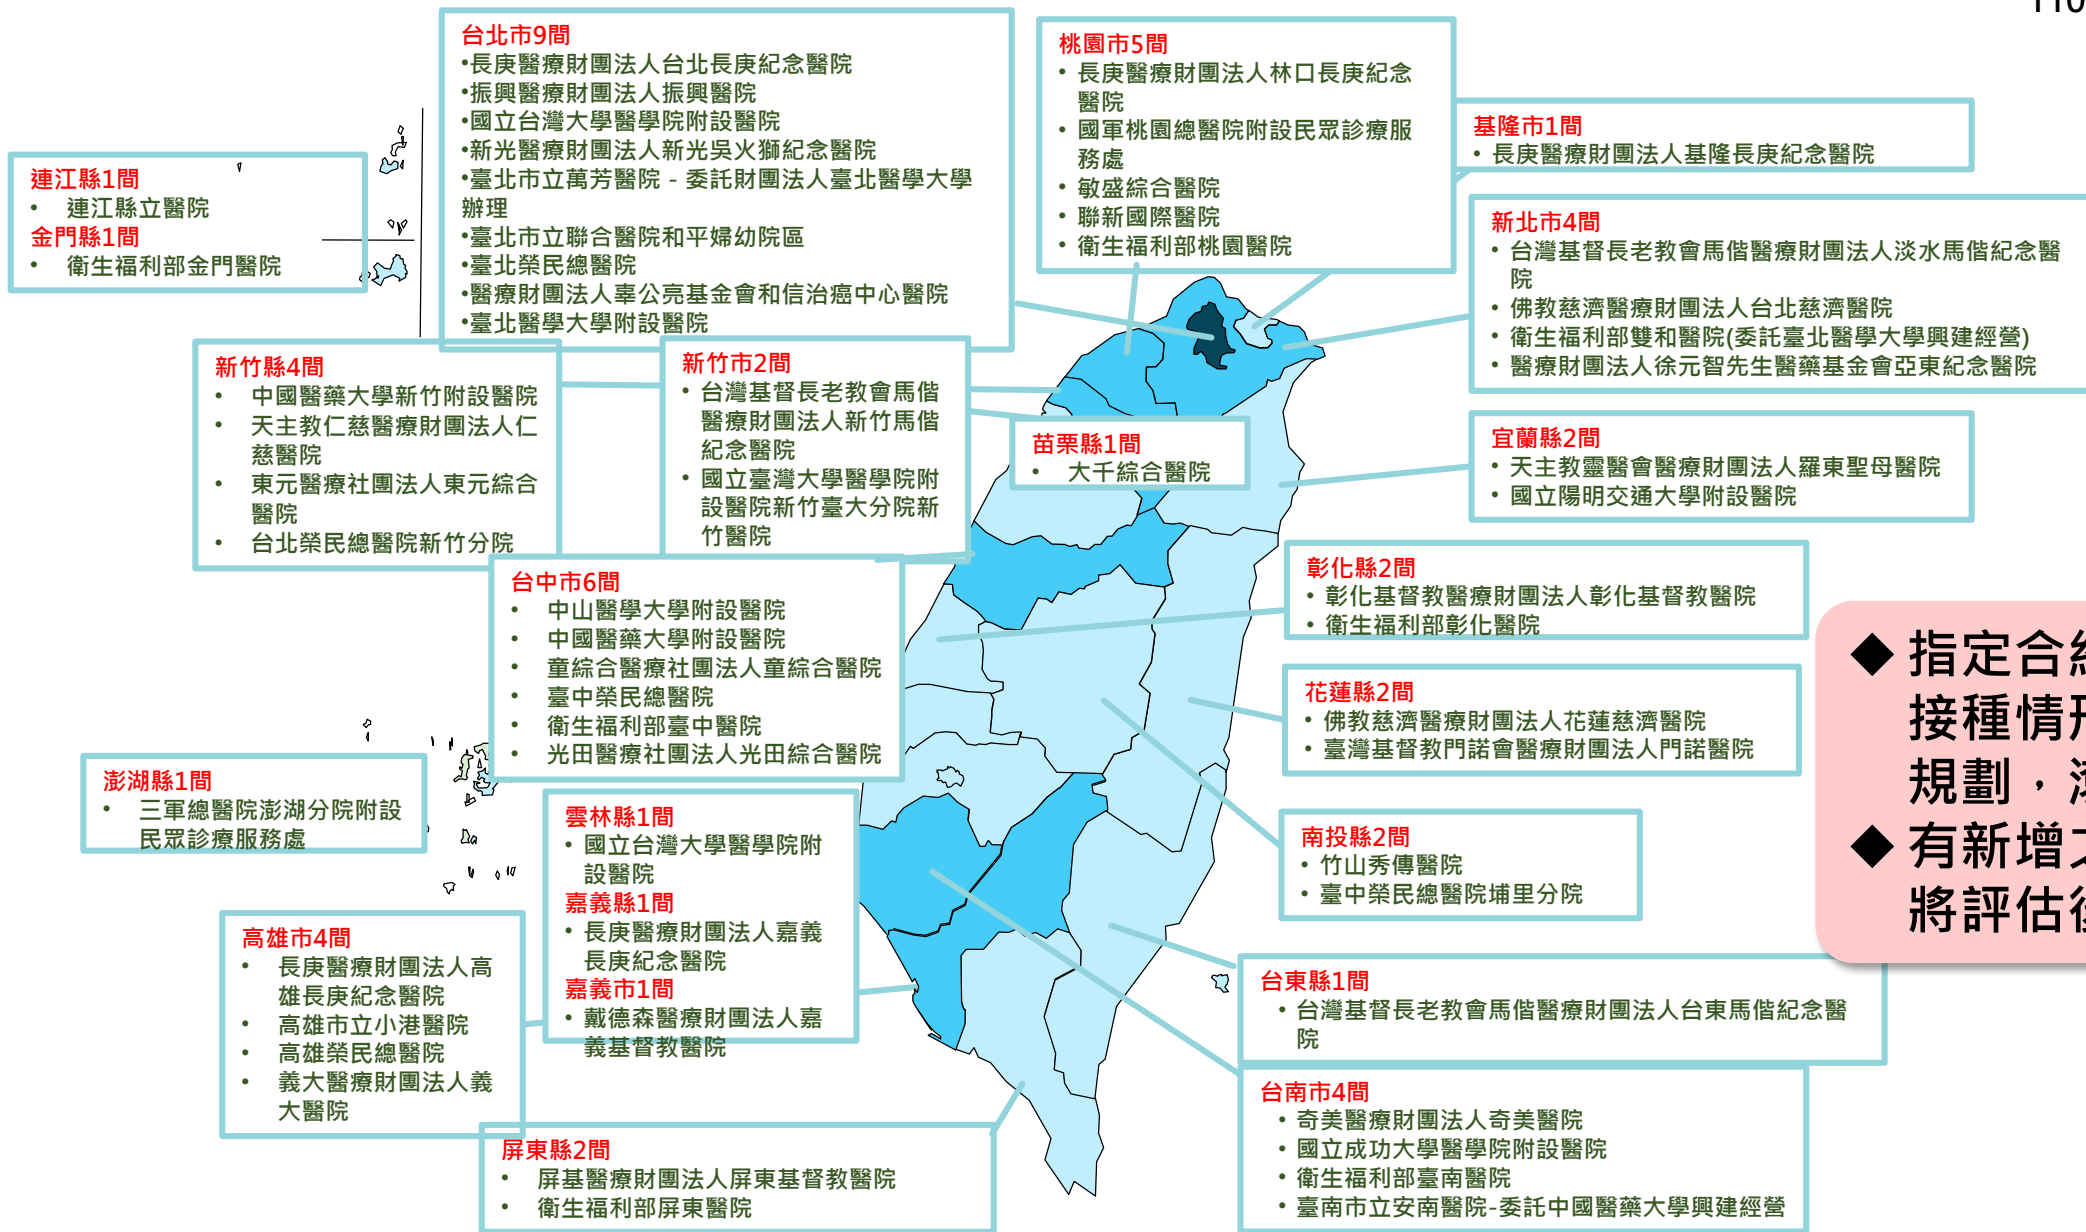 110
台北市9間
•長庚醫療財團法人台北長庚紀念醫院
•振興醫療財團法人振興醫院
•國立台灣大學醫學院附設醫院
•新光醫療財團法人新光吳火獅紀念醫院
•臺北市立萬芳醫院 - 委託財團法人臺北醫學大學
辦理
•臺北市立聯合醫院和平婦幼院區
•臺北榮民總醫院
•醫療財團法人辜公亮基金會和信治癌中心醫院
•臺北醫學大學附設醫院
桃園市5間
• 長庚醫療財團法人林口長庚紀念
醫院
• 國軍桃園總醫院附設民眾診療服
務處
• 敏盛綜合醫院
• 聯新國際醫院
• 衛生福利部桃園醫院
基隆市1間
• 長庚醫療財團法人基隆長庚紀念醫院
連江縣1間
• 連江縣立醫院
金門縣1間
• 衛生福利部金門醫院
新北市4間
• 台灣基督長老教會馬偕醫療財團法人淡水馬偕紀念醫
院
• 佛教慈濟醫療財團法人台北慈濟醫院
• 衛生福利部雙和醫院(委託臺北醫學大學興建經營)
• 醫療財團法人徐元智先生醫藥基金會亞東紀念醫院
新竹縣4間
• 中國醫藥大學新竹附設醫院
• 天主教仁慈醫療財團法人仁
慈醫院
• 東元醫療社團法人東元綜合
醫院
• 台北榮民總醫院新竹分院
新竹市2間
• 台灣基督長老教會馬偕
醫療財團法人新竹馬偕
紀念醫院
• 國立臺灣大學醫學院附
設醫院新竹臺大分院新
竹醫院
苗栗縣1間
• 大千綜合醫院
宜蘭縣2間
• 天主教靈醫會醫療財團法人羅東聖母醫院
• 國立陽明交通大學附設醫院
台中市6間
• 中山醫學大學附設醫院
• 中國醫藥大學附設醫院
• 童綜合醫療社團法人童綜合醫院
• 臺中榮民總醫院
• 衛生福利部臺中醫院
• 光田醫療社團法人光田綜合醫院
彰化縣2間
• 彰化基督教醫療財團法人彰化基督教醫院
• 衛生福利部彰化醫院
花蓮縣2間
• 佛教慈濟醫療財團法人花蓮慈濟醫院
• 臺灣基督教門諾會醫療財團法人門諾醫院
◆ 指定合
接種情
規劃，
◆ 有新增
將評估
澎湖縣1間
• 三軍總醫院澎湖分院附設
民眾診療服務處
雲林縣1間
• 國立台灣大學醫學院附
設醫院
嘉義縣1間
• 長庚醫療財團法人嘉義
長庚紀念醫院
嘉義市1間
• 戴德森醫療財團法人嘉
義基督教醫院
南投縣2間
• 竹山秀傳醫院
• 臺中榮民總醫院埔里分院
高雄市4間
• 長庚醫療財團法人高
雄長庚紀念醫院
• 高雄市立小港醫院
• 高雄榮民總醫院
• 義大醫療財團法人義
大醫院
台東縣1間
• 台灣基督長老教會馬偕醫療財團法人台東馬偕紀念醫
院
台南市4間
• 奇美醫療財團法人奇美醫院
• 國立成功大學醫學院附設醫院
• 衛生福利部臺南醫院
• 臺南市立安南醫院-委託中國醫藥大學興建經營
屏東縣2間
• 屏基醫療財團法人屏東基督教醫院
• 衛生福利部屏東醫院